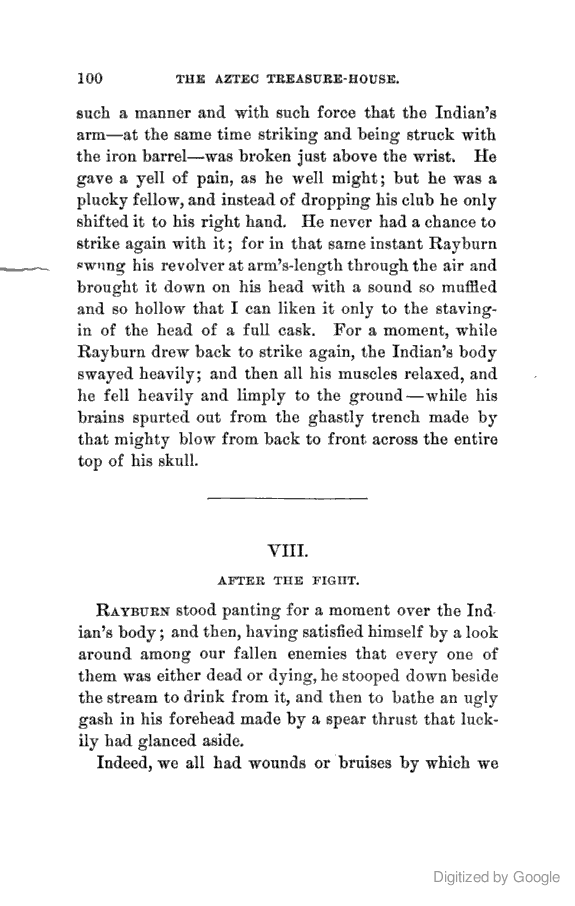 100 THE AZTEC TREASURE-HOUSE.
such a manner and with such force that the Indian's
arm—at the same time striking and being struck with
the iron barrel—was broken just above the wrist. He
gave a yell of pain, as he well might; but he was a
plucky fellow, and instead of dropping his club he only
shifted it to his right hand. He never had a chance to
strike again with it; for in that same instant Rayburn
swung his revolver at arm's-length through the air and
brought it down on his head with a sound so muffled
and so hollow that I can liken it only to the staving-
in of the head of a full cask. For a moment, while
Rayburn drew back to strike again, the Indian's body
swayed heavily; and then all his muscles relaxed, and
he fell heavily and limply to the ground—while his
brains spurted out from the ghastly trench made by
that mighty blow from back to front across the entire
top of his skull.
VIII.
AFTER THE FIGHT.
RAYBURN stood panting for a moment over the Ind-
ian's body; and then, having satisfied himself by a look
around among our fallen enemies that every one of
them was either dead or dying, he stooped down beside
the stream to drink from it, and then to bathe an ugly
gash in his forehead made by a spear thrust that luck-
ily had glanced aside.
Indeed, we all had wounds or bruises by which we
Digitized by Google